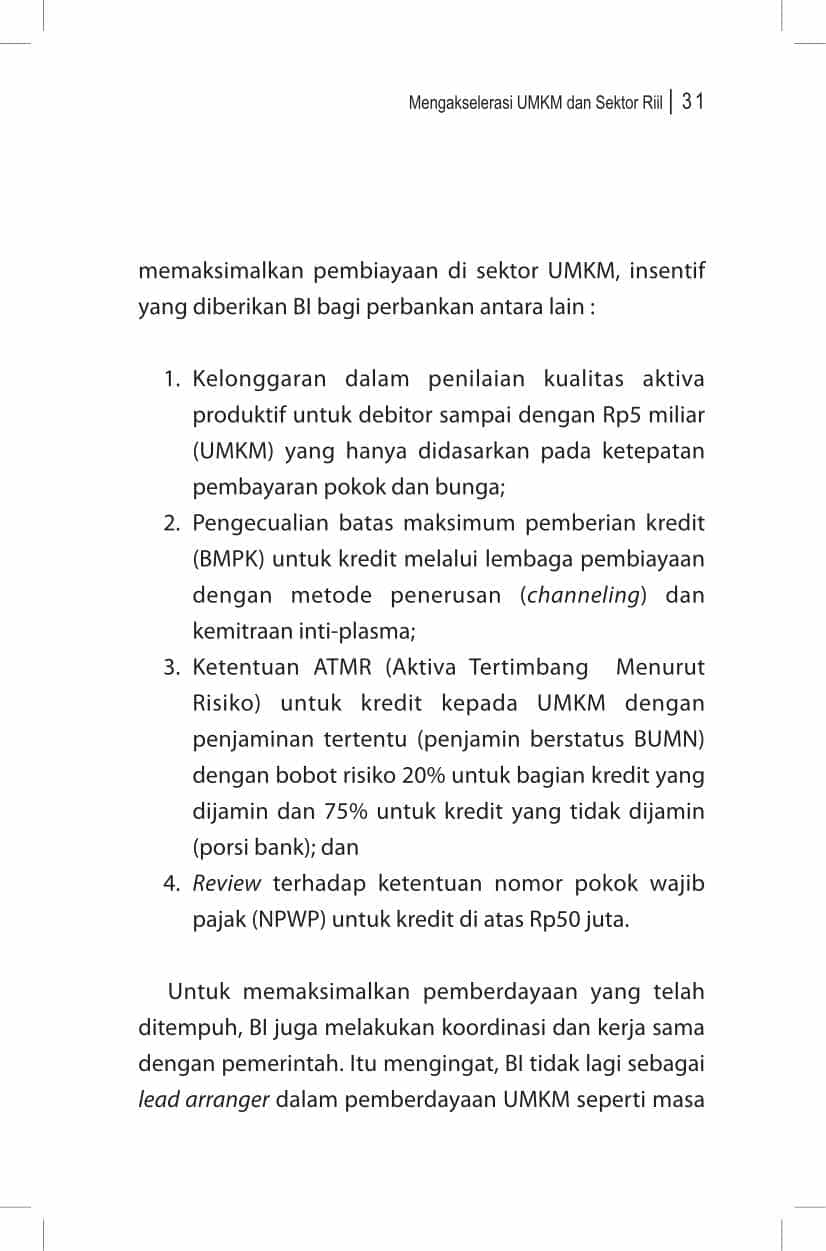 Mengakselerasi UMKM dan Sektor Riil | 31
memaksimalkan pembiayaan di sektor UMKM, insentif
yang diberikan BI bagi perbankan antara lain :
1. Kelonggaran dalam penilaian kualitas aktiva
produktif untuk debitor sampai dengan Rp5 miliar
(UMKM) yang hanya didasarkan pada ketepatan
pembayaran pokok dan bunga;
2. Pengecualian batas maksimum pemberian kredit
(BMPK) untuk kredit melalui lembaga pembiayaan
dengan metode penerusan (channeling) dan
kemitraan inti-plasma;
3. Ketentuan ATMR (Aktiva Tertimbang Menurut
Risiko) untuk kredit kepada UMKM dengan
penjaminan tertentu (penjamin berstatus BUMN)
dengan bobot risiko 20% untuk bagian kredit yang
dijamin dan 75% untuk kredit yang tidak dijamin
(porsi bank); dan
4. Review terhadap ketentuan nomor pokok wajib
pajak (NPWP) untuk kredit di atas Rp50 juta.
Untuk memaksimalkan pemberdayaan yang telah
ditempuh, BI juga melakukan koordinasi dan kerja sama
dengan pemerintah. Itu mengingat, BI tidak lagi sebagai
lead arranger dalam pemberdayaan UMKM seperti masa